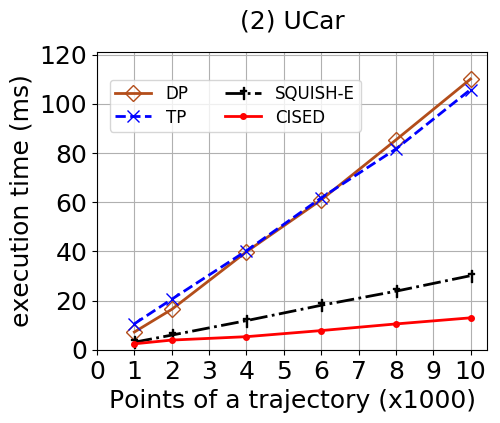 (2) UCar
execution time (ms)
120
100
80
60
40
20
0
DP
TP
SQUISH-E
CISED
0 1 2 3 4 5 6 7 8 9 10
Points of a trajectory (x1000)